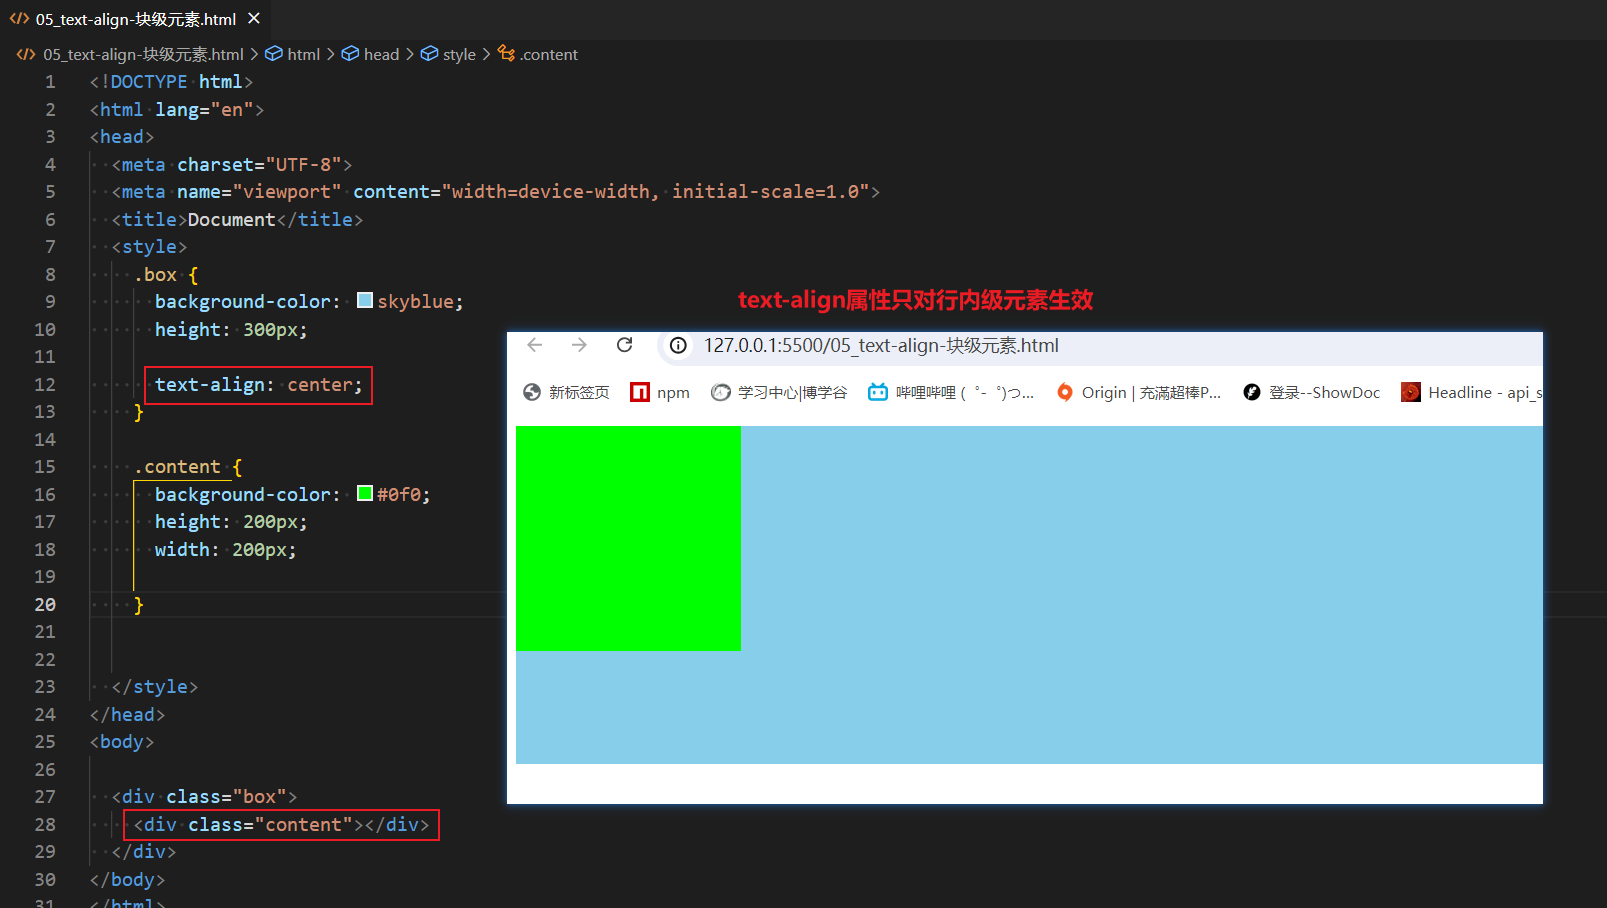 05_text-align-块级元素.html
05_text-align-块级元素.html > html > head > style > .content
1 <!DOCTYPE html>
2 <html lang="en">
3 <head>
4 <meta charset="UTF-8">
5 <meta name="viewport" content="width=device-width, initial-scale=1.0">
6 <title>Document</title>
7 <style>
8 .box {
9 background-color: skyblue;
10 height: 300px;
11
12 text-align: center;
13 }
14
15 .content {
16 background-color: #0f0;
17 height: 200px;
18 width: 200px;
19
20 }
21
22
23 </style>
24 </head>
25 <body>
26
27 <div class="box">
28 <div class="content"></div>
29 </div>
30 </body>
31 </html>
text-align属性只对行内级元素生效
127.0.0.1:5500/05_text-align-块级元素.html
新标签页 npm 学习中心|博学谷 哔哩哔哩 ( ゜- ゜)つ... Origin | 充滿超棒P... 登录--ShowDoc Headline - api_s